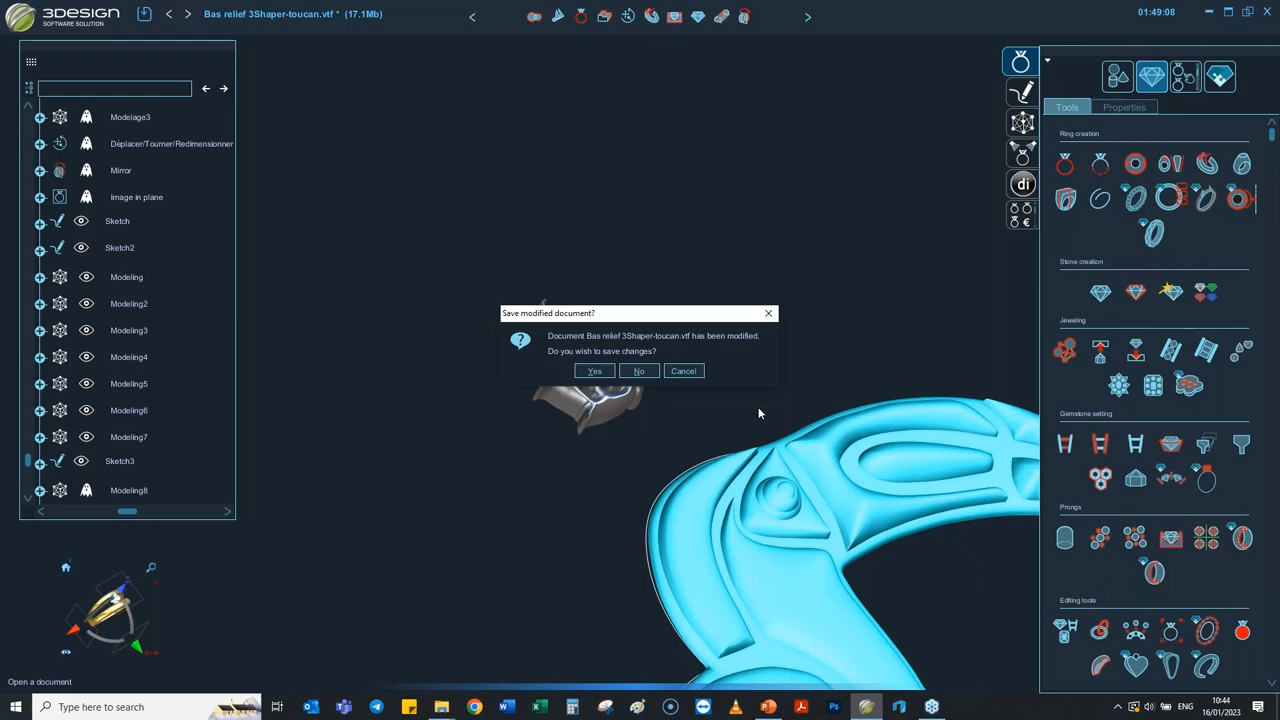 3DESIGN
SOFTWARE SOLUTION
Bas relief 3Shaper-toucan.vtf * (17.1Mb)
01:49:08
Modelage3
Déplacer/Tourner/Redimensionner
Mirror
Image in plane
Sketch
Sketch2
Modeling
Modeling2
Modeling3
Modeling4
Modeling5
Modeling6
Modeling7
Sketch3
Modeling8
Save modified document?
Document Bas relief 3Shaper-toucan.vtf has been modified.
Do you wish to save changes?
Yes
No
Cancel
di
€
Tools
Properties
Ring creation
Stone creation
Jeweling
Gemstone setting
Prongs
Editing tools
Open a document
Type here to search
ENG
10:44
16/01/2023